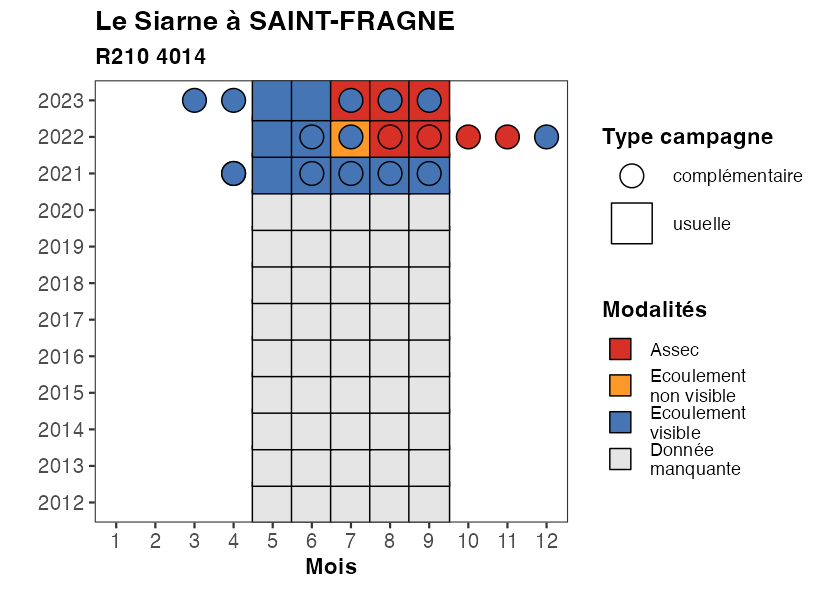 Le Siarne à SAINT-FRAGNE
R210 4014
2023
2022
2021
2020
2019
2018
2017
2016
2015
2014
2013
2012
1 2 3 4 5 6 7 8 9 10 11 12
Mois
Type campagne
complémentaire
usuelle
Modalités
Assec
Ecoulement
non visible
Ecoulement
visible
Donnée
manquante